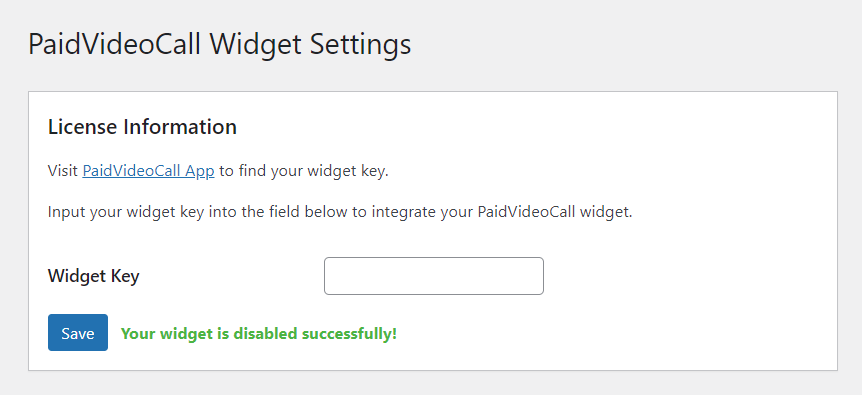 PaidVideoCall Widget Settings
License Information
Visit PaidVideoCall App to find your widget key.
Input your widget key into the field below to integrate your PaidVideoCall widget.
Widget Key
Save Your widget is disabled successfully!